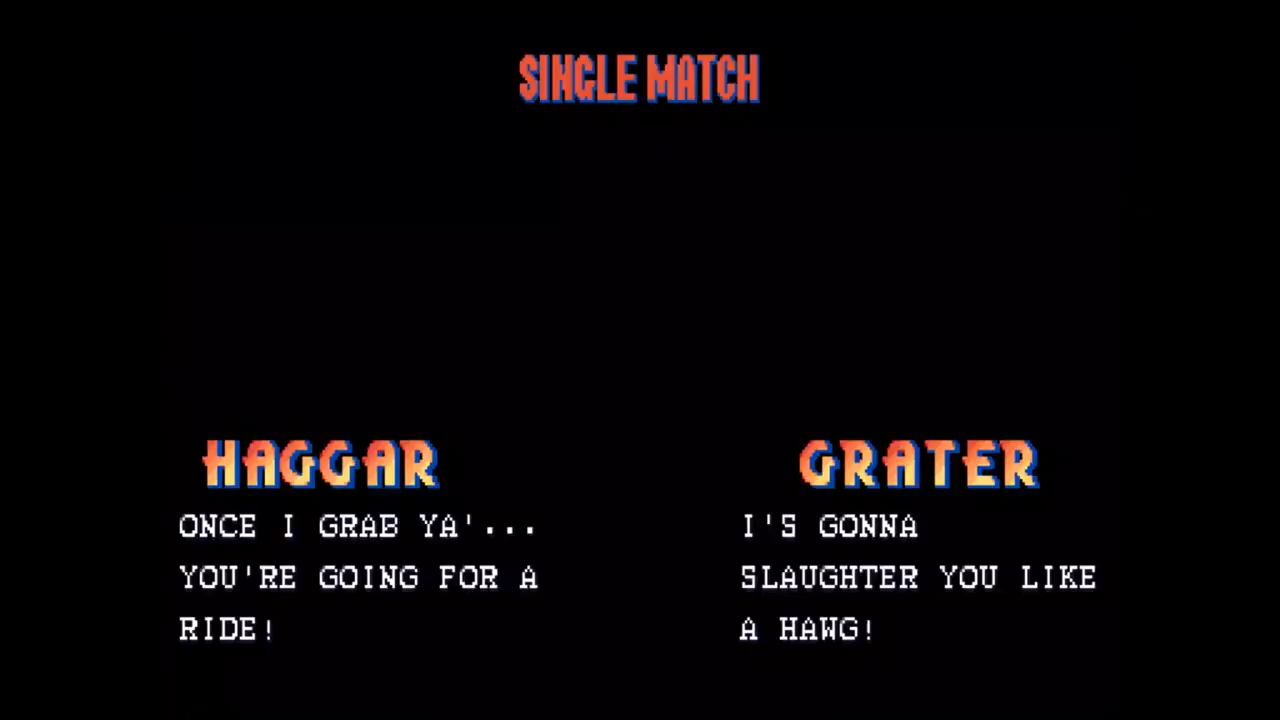 SINGLE MATCH
HAGGAR
ONCE I GRAB YA'...
YOU'RE GOING FOR A
RIDE!
GRATER
I'S GONNA
SLAUGHTER YOU LIKE
A HAWG!